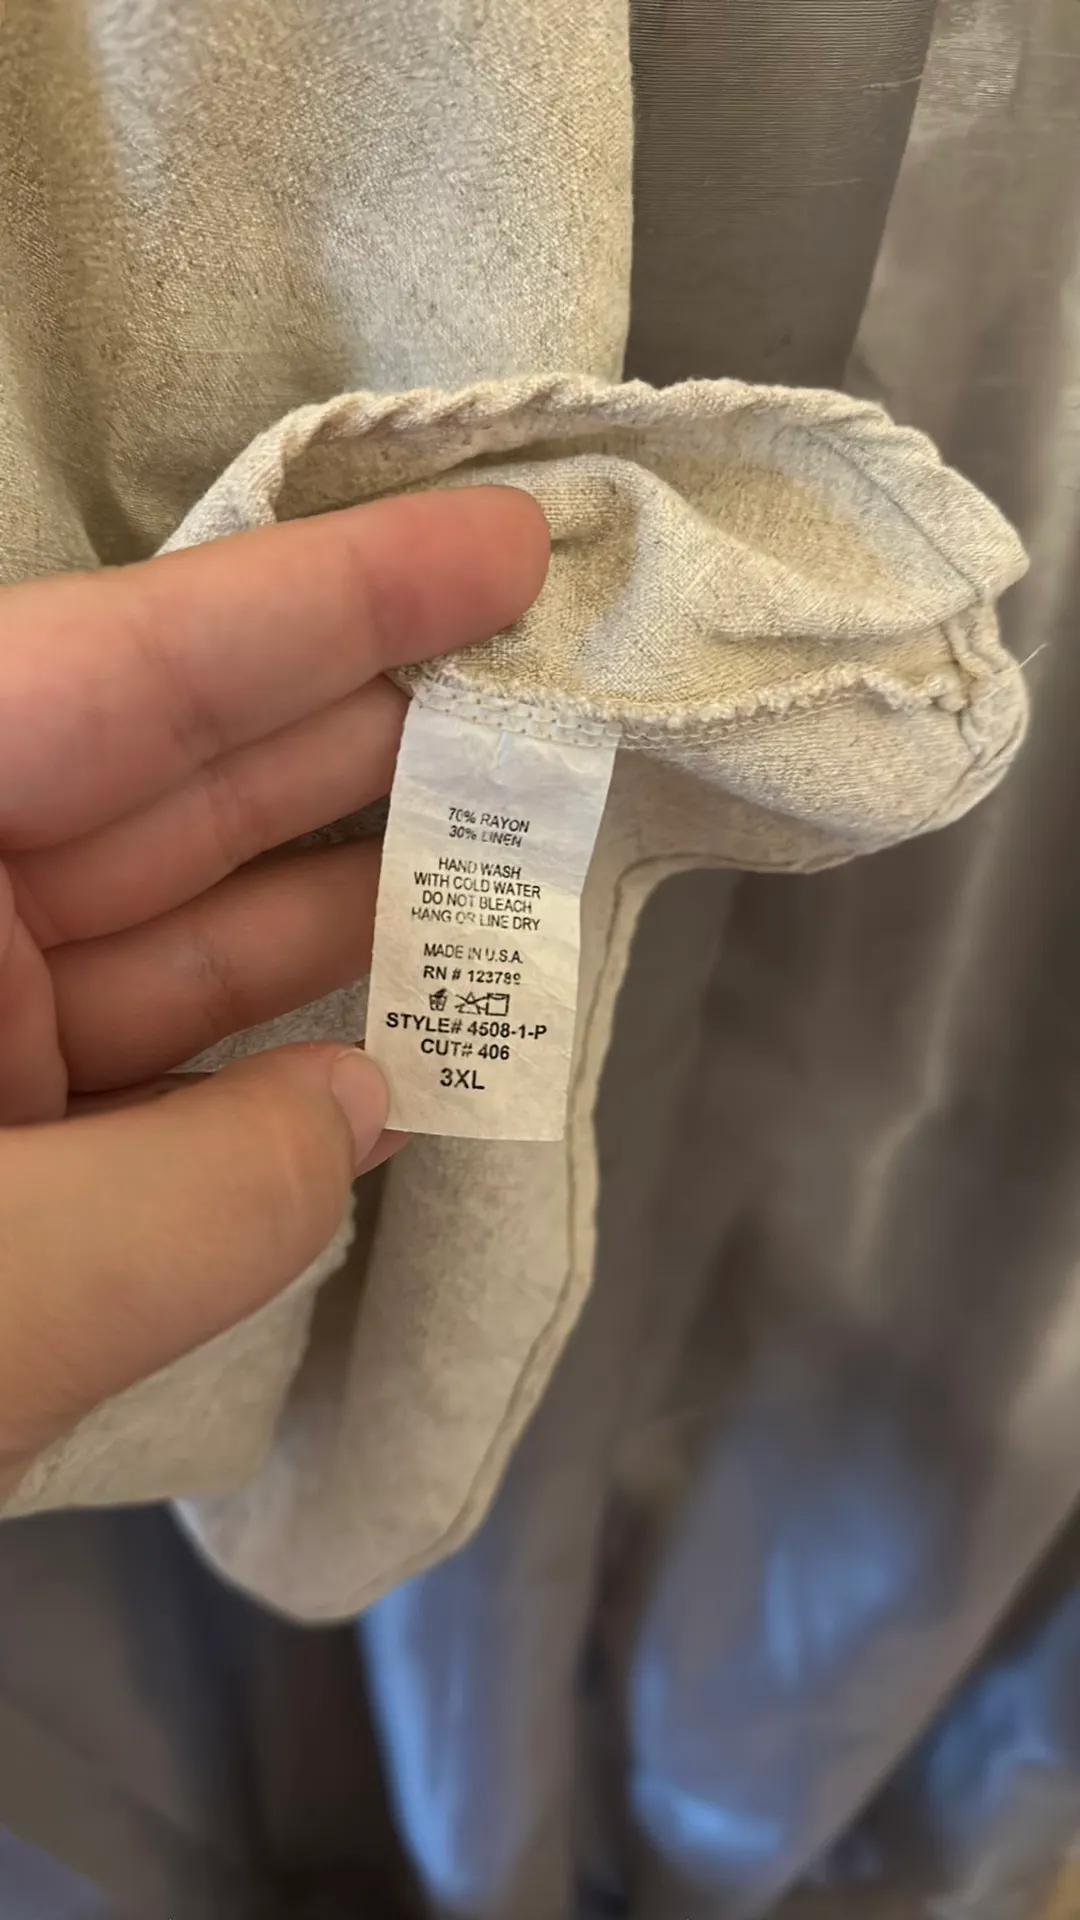 70% RAYON
30% LINEN
HAND WASH
WITH COLD WATER
DO NOT BLEACH
HANG OR LINE DRY
MADE IN U.S.A.
RN # 123789
STYLE# 4508-1-P
CUT# 406
3XL